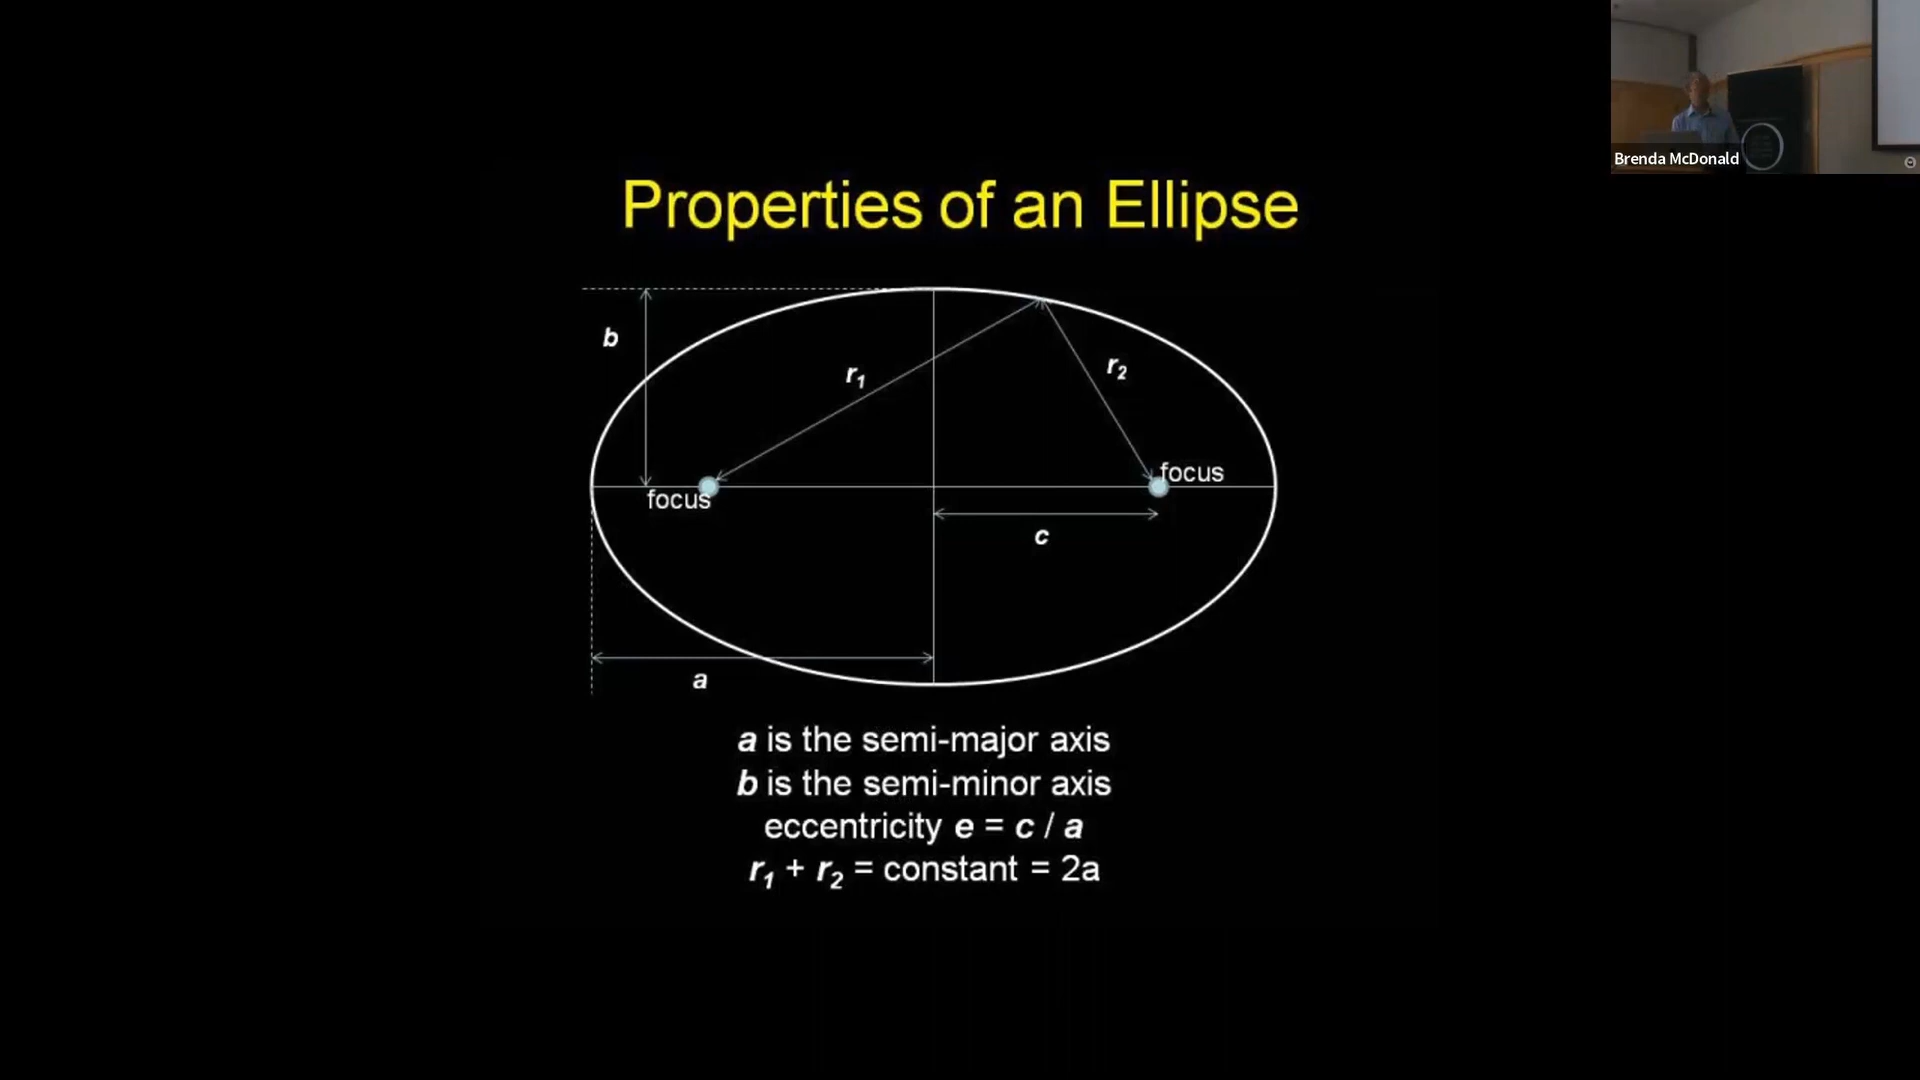 Brenda McDonald
Properties of an Ellipse
b
r1
r2
focus
focus
c
a
a is the semi-major axis
b is the semi-minor axis
eccentricity e = c / a
r1 + r2 = constant = 2a